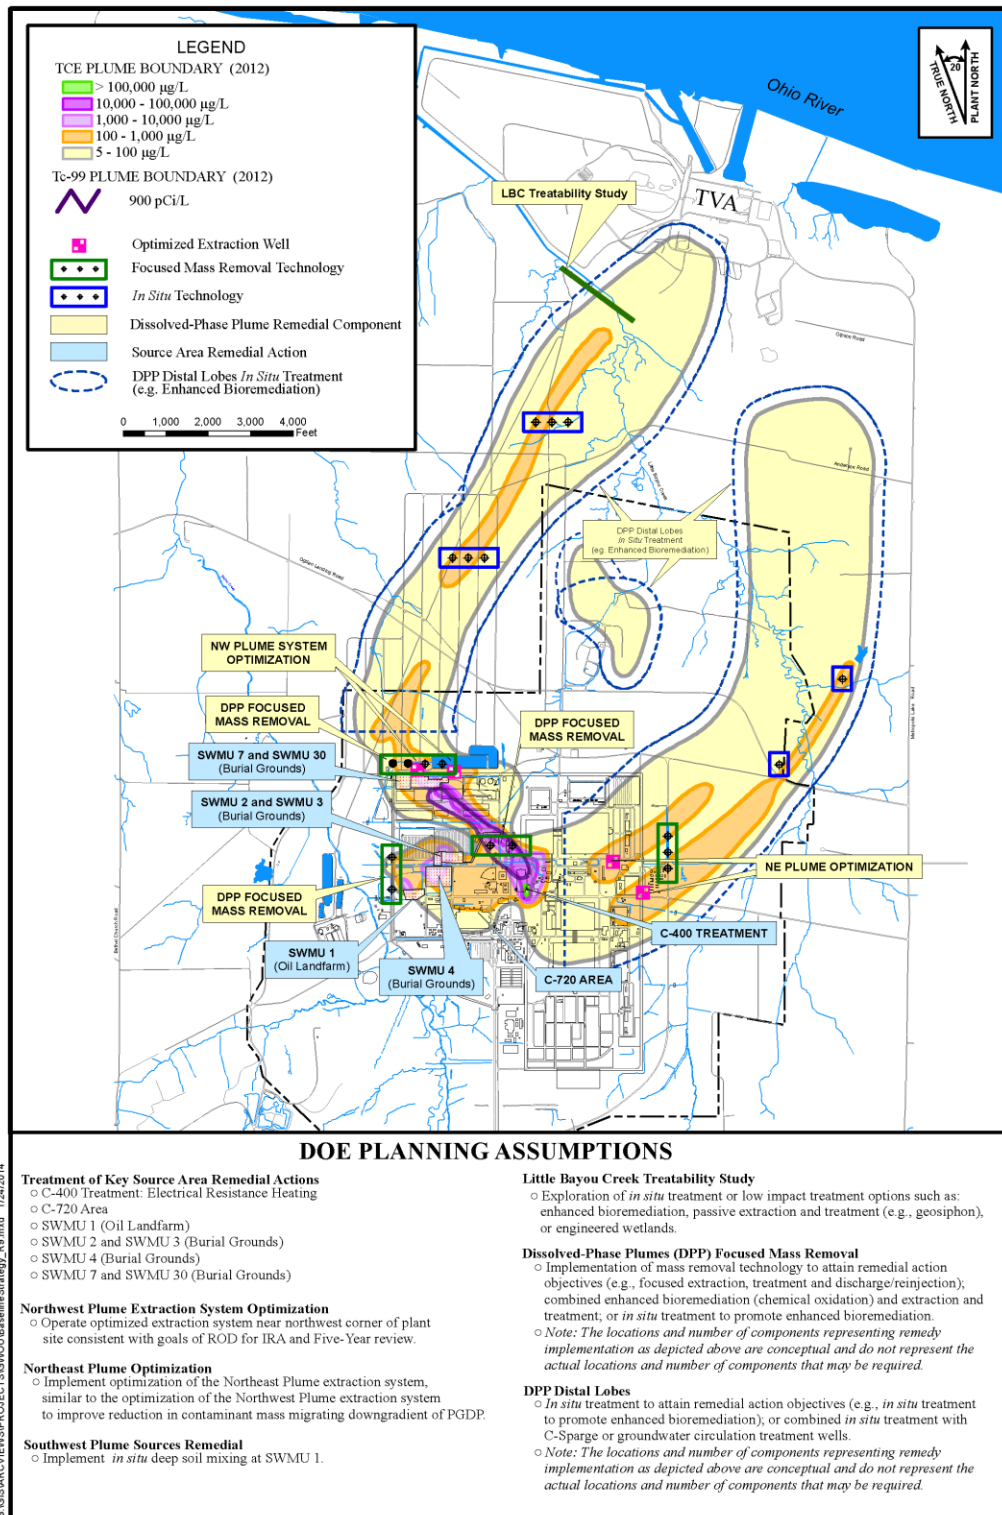 LEGEND
TCE PLUME BOUNDARY (2012)
> 100,000 µg/L
10,000 - 100,000 µg/L
1,000 - 10,000 µg/L
100 - 1,000 µg/L
5 - 100 µg/L
Tc-99 PLUME BOUNDARY (2012)
900 pCi/L
Optimized Extraction Well
Focused Mass Removal Technology
In Situ Technology
Dissolved-Phase Plume Remedial Component
Source Area Remedial Action
DPP Distal Lobes In Situ Treatment
(e.g. Enhanced Bioremediation)
0 1,000 2,000 3,000 4,000
Feet
TRUE NORTH
20
PLANT NORTH
Ohio River
TVA
LBC Treatability Study
Ogden Landing Road
Anderson Road
Metropolis Lake Road
Bethel Church Road
Little Bayou Creek
DPP Distal Lobes
In Situ Treatment
(eg. Enhanced Bioremediation)
NW PLUME SYSTEM
OPTIMIZATION
DPP FOCUSED
MASS REMOVAL
DPP FOCUSED
MASS REMOVAL
SWMU 7 and SWMU 30
(Burial Grounds)
SWMU 2 and SWMU 3
(Burial Grounds)
DPP FOCUSED
MASS REMOVAL
NE PLUME OPTIMIZATION
C-400 TREATMENT
SWMU 1
(Oil Landfarm)
SWMU 4
(Burial Grounds)
C-720 AREA
DOE PLANNING ASSUMPTIONS
Treatment of Key Source Area Remedial Actions
○ C-400 Treatment: Electrical Resistance Heating
○ C-720 Area
○ SWMU 1 (Oil Landfarm)
○ SWMU 2 and SWMU 3 (Burial Grounds)
○ SWMU 4 (Burial Grounds)
○ SWMU 7 and SWMU 30 (Burial Grounds)
Northwest Plume Extraction System Optimization
○ Operate optimized extraction system near northwest corner of plant
site consistent with goals of ROD for IRA and Five-Year review.
Northeast Plume Optimization
○ Implement optimization of the Northeast Plume extraction system,
similar to the optimization of the Northwest Plume extraction system
to improve reduction in contaminant mass migrating downgradient of PGDP.
Southwest Plume Sources Remedial
○ Implement in situ deep soil mixing at SWMU 1.
Little Bayou Creek Treatability Study
○ Exploration of in situ treatment or low impact treatment options such as:
enhanced bioremediation, passive extraction and treatment (e.g., geosiphon),
or engineered wetlands.
Dissolved-Phase Plumes (DPP) Focused Mass Removal
○ Implementation of mass removal technology to attain remedial action
objectives (e.g., focused extraction, treatment and discharge/reinjection);
combined enhanced bioremediation (chemical oxidation) and extraction and
treatment; or in situ treatment to promote enhanced bioremediation.
○ Note: The locations and number of components representing remedy
implementation as depicted above are conceptual and do not represent the
actual locations and number of components that may be required.
DPP Distal Lobes
○ In situ treatment to attain remedial action objectives (e.g., in situ treatment
to promote enhanced bioremediation); or combined in situ treatment with
C-Sparge or groundwater circulation treatment wells.
○ Note: The locations and number of components representing remedy
implementation as depicted above are conceptual and do not represent the
actual locations and number of components that may be required.